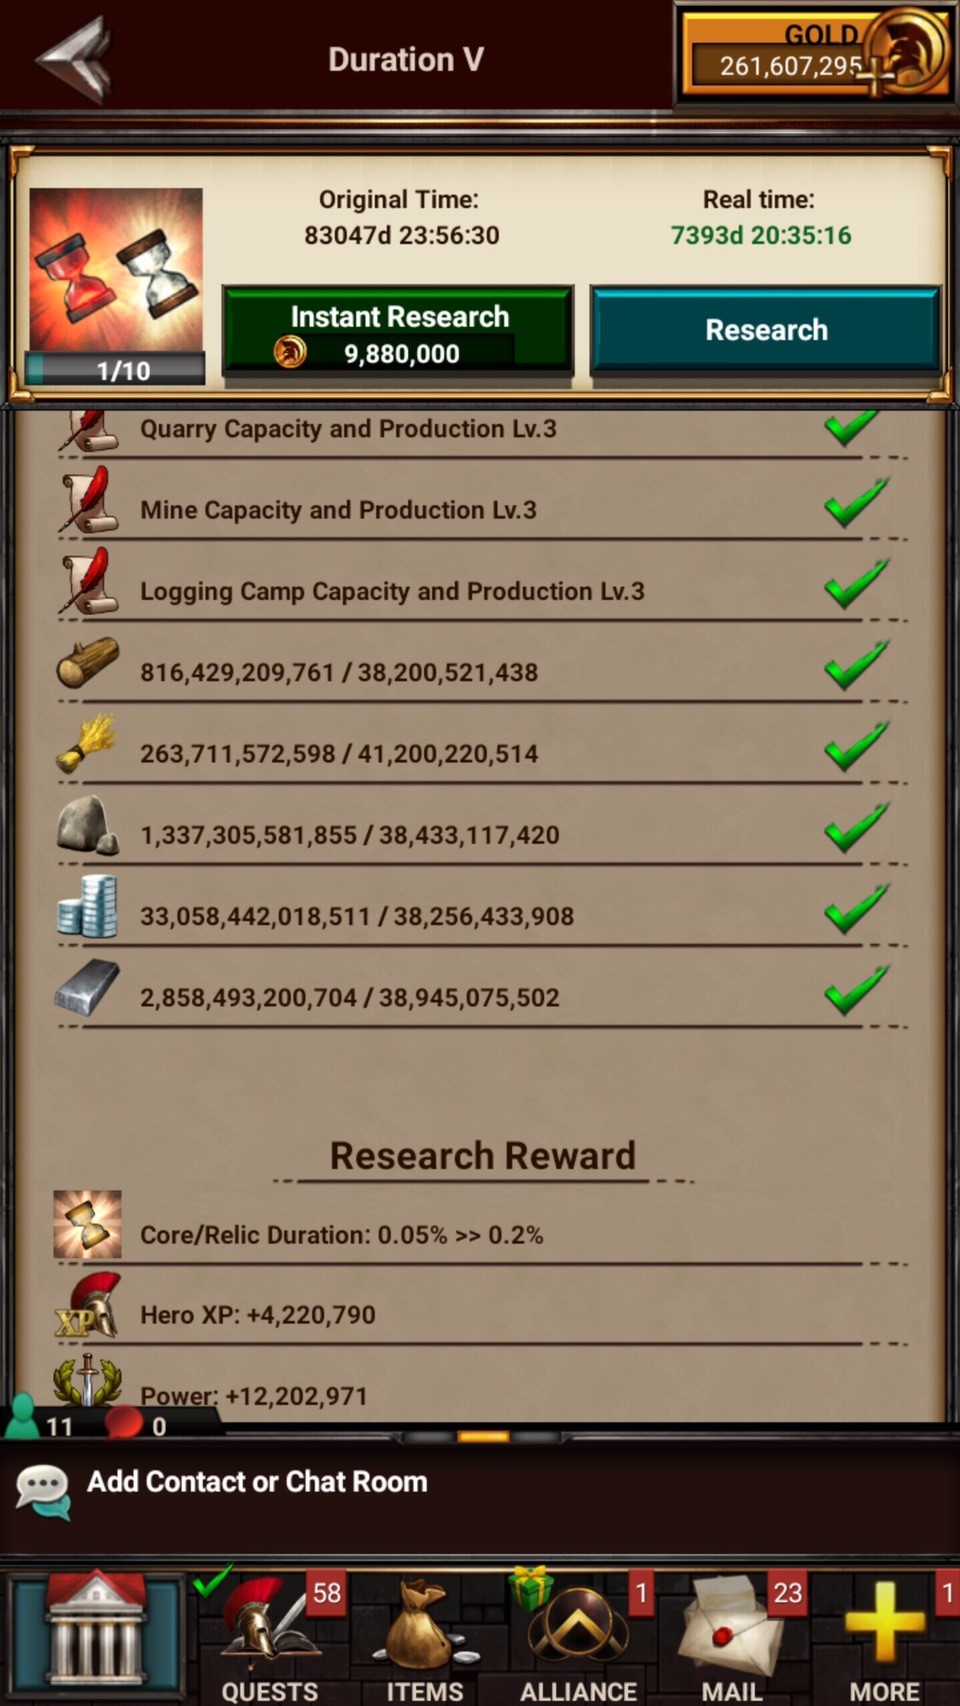 Duration V
GOLD
261,607,295
Original Time:
83047d 23:56:30
Real time:
7393d 20:35:16
Instant Research
9,880,000
Research
1/10
Quarry Capacity and Production Lv.3
Mine Capacity and Production Lv.3
Logging Camp Capacity and Production Lv.3
816,429,209,761 / 38,200,521,438
263,711,572,598 / 41,200,220,514
1,337,305,581,855 / 38,433,117,420
33,058,442,018,511 / 38,256,433,908
2,858,493,200,704 / 38,945,075,502
Research Reward
Core/Relic Duration: 0.05% >> 0.2%
XP
Hero XP: +4,220,790
Power: +12,202,971
11
0
Add Contact or Chat Room
58
1
23
1
QUESTS
ITEMS
ALLIANCE
MAIL
MORE